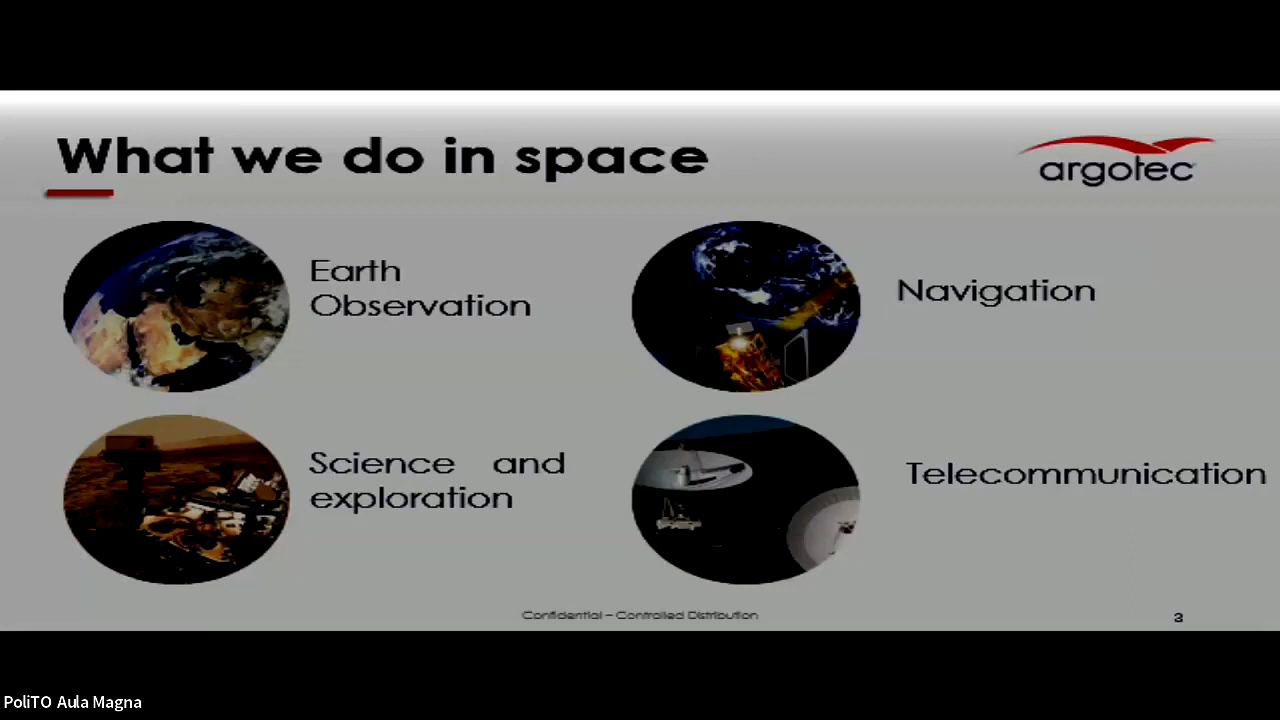 What we do in space
argotec
Earth
Observation
Navigation
Science and
exploration
Telecommunication
Confidential – Controlled Distribution
3
PoliTO Aula Magna